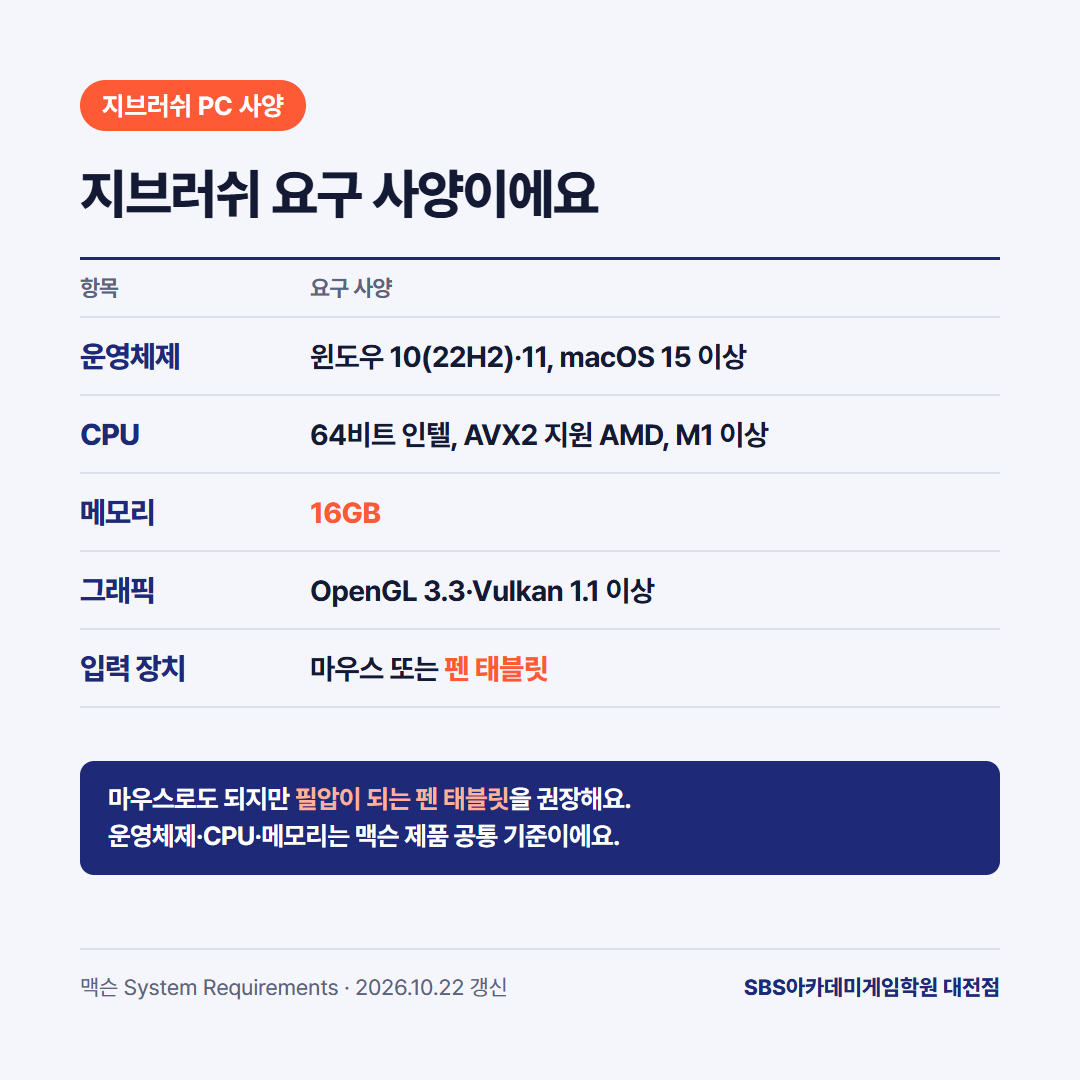 지브러쉬 PC 사양
지브러쉬 요구 사양이에요
항목 요구 사양
운영체제 윈도우 10(22H2)·11, macOS 15 이상
CPU 64비트 인텔, AVX2 지원 AMD, M1 이상
메모리 16GB
그래픽 OpenGL 3.3·Vulkan 1.1 이상
입력 장치 마우스 또는 펜 태블릿
마우스로도 되지만 필압이 되는 펜 태블릿을 권장해요.
운영체제·CPU·메모리는 맥슨 제품 공통 기준이에요.
맥슨 System Requirements · 2026.10.22 갱신
SBS아카데미게임학원 대전점